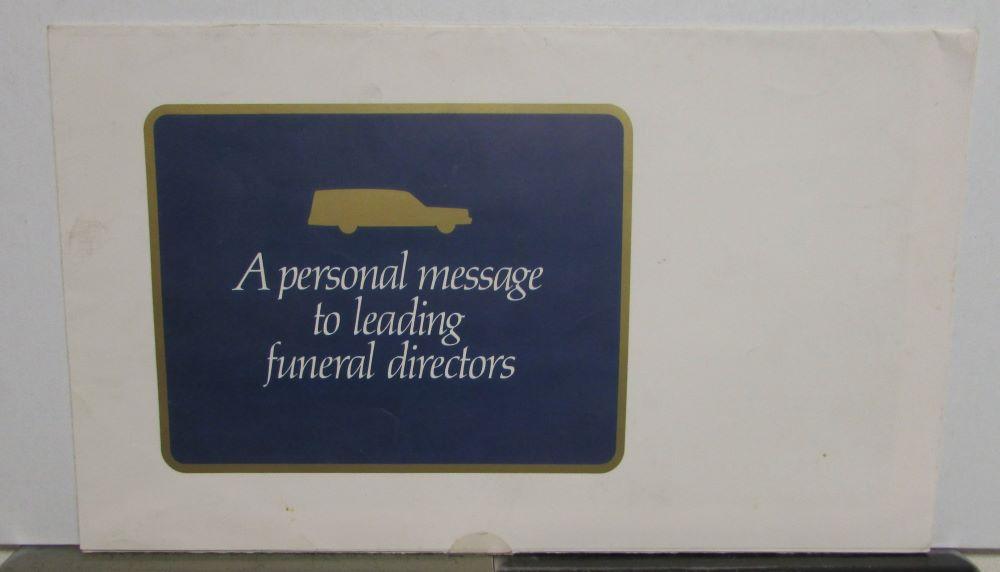 A personal message
to leading
funeral directors